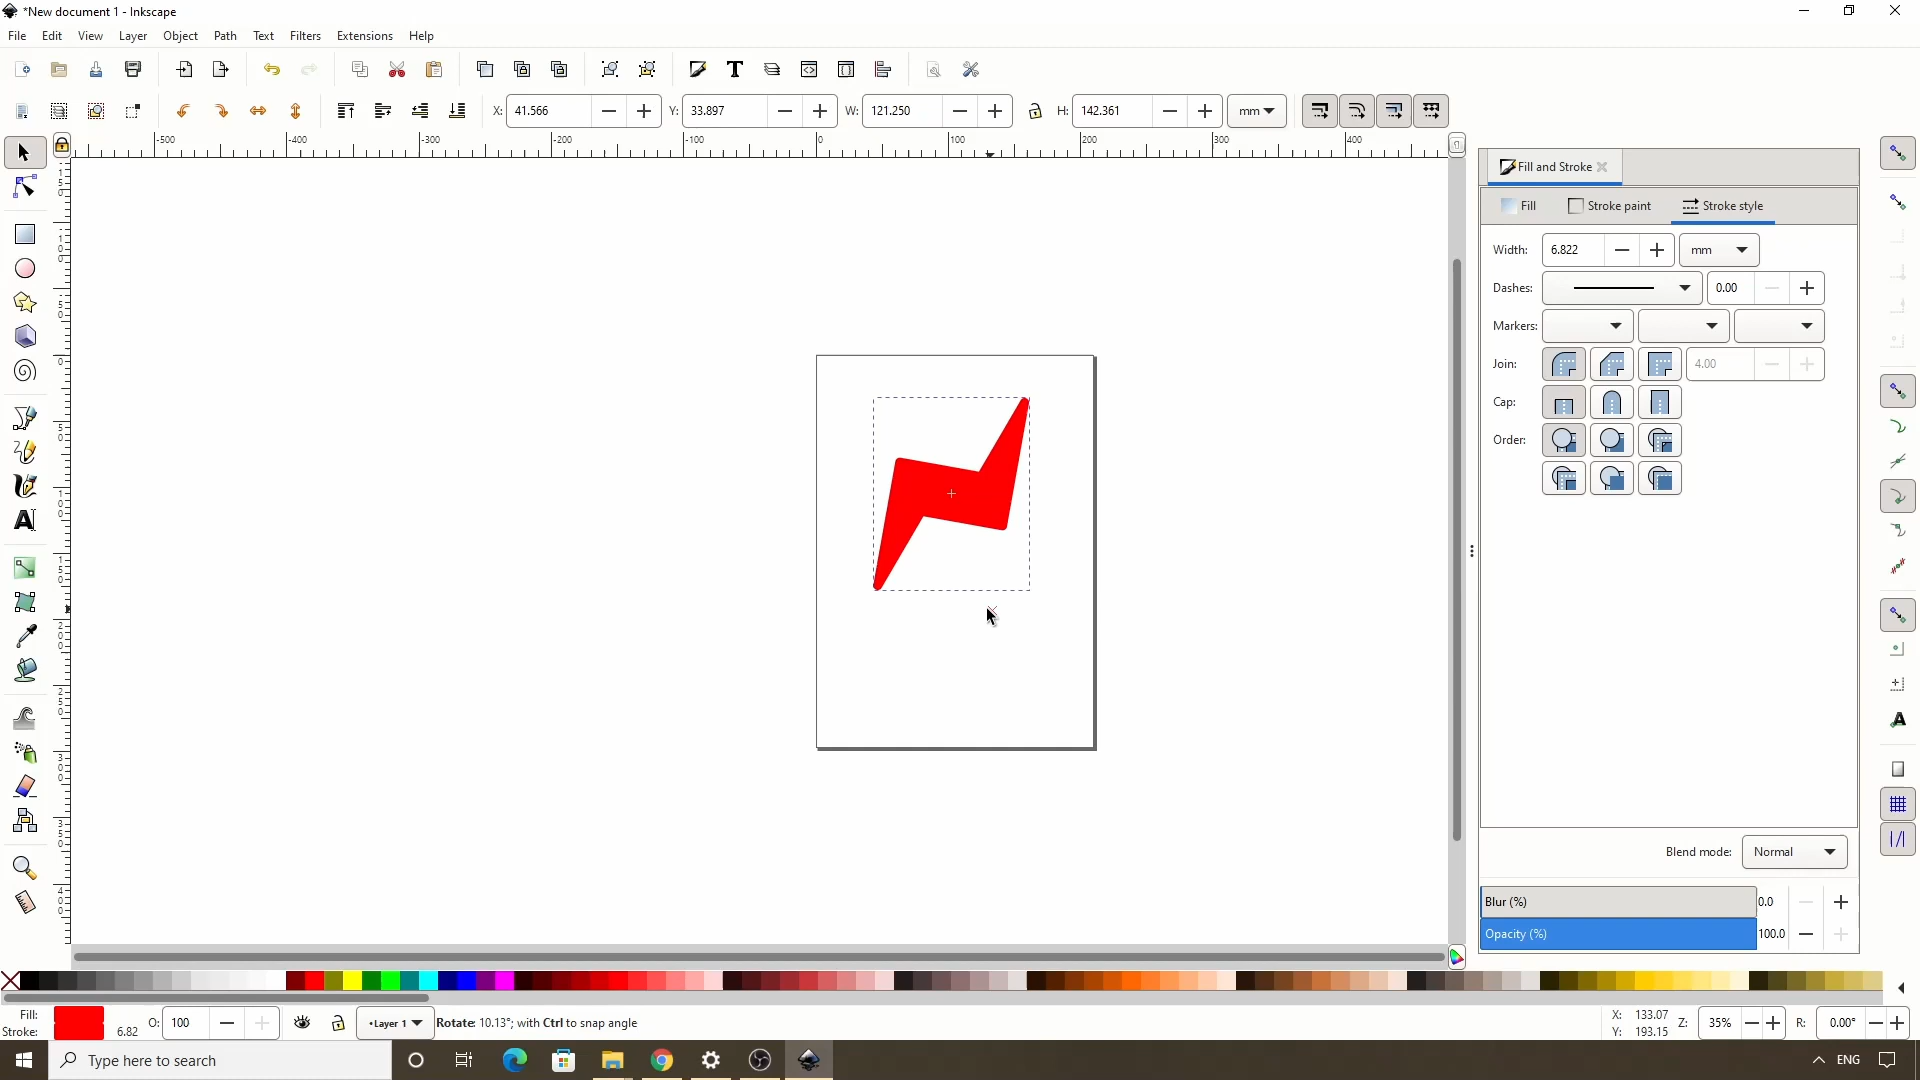 *New document 1 - Inkscape
File Edit View Layer Object Path Text Filters Extensions Help
X: 41.566 Y: 33.897 W: 121.250 H: 142.361 mm
-500 -400 -300 -200 -100 0 100 200 300 400
Fill and Stroke
Fill Stroke paint Stroke style
Width: 6.822 mm
Dashes: 0.00
Markers:
Join: 4.00
Cap:
Order:
Blend mode: Normal
Blur (%) 0.0
Opacity (%) 100.0
Fill:
Stroke: 6.82 O: 100 •Layer 1 Rotate: 10.13°; with Ctrl to snap angle
X: 133.07
Y: 193.15
Z: 35% R: 0.00°
Type here to search
ENG